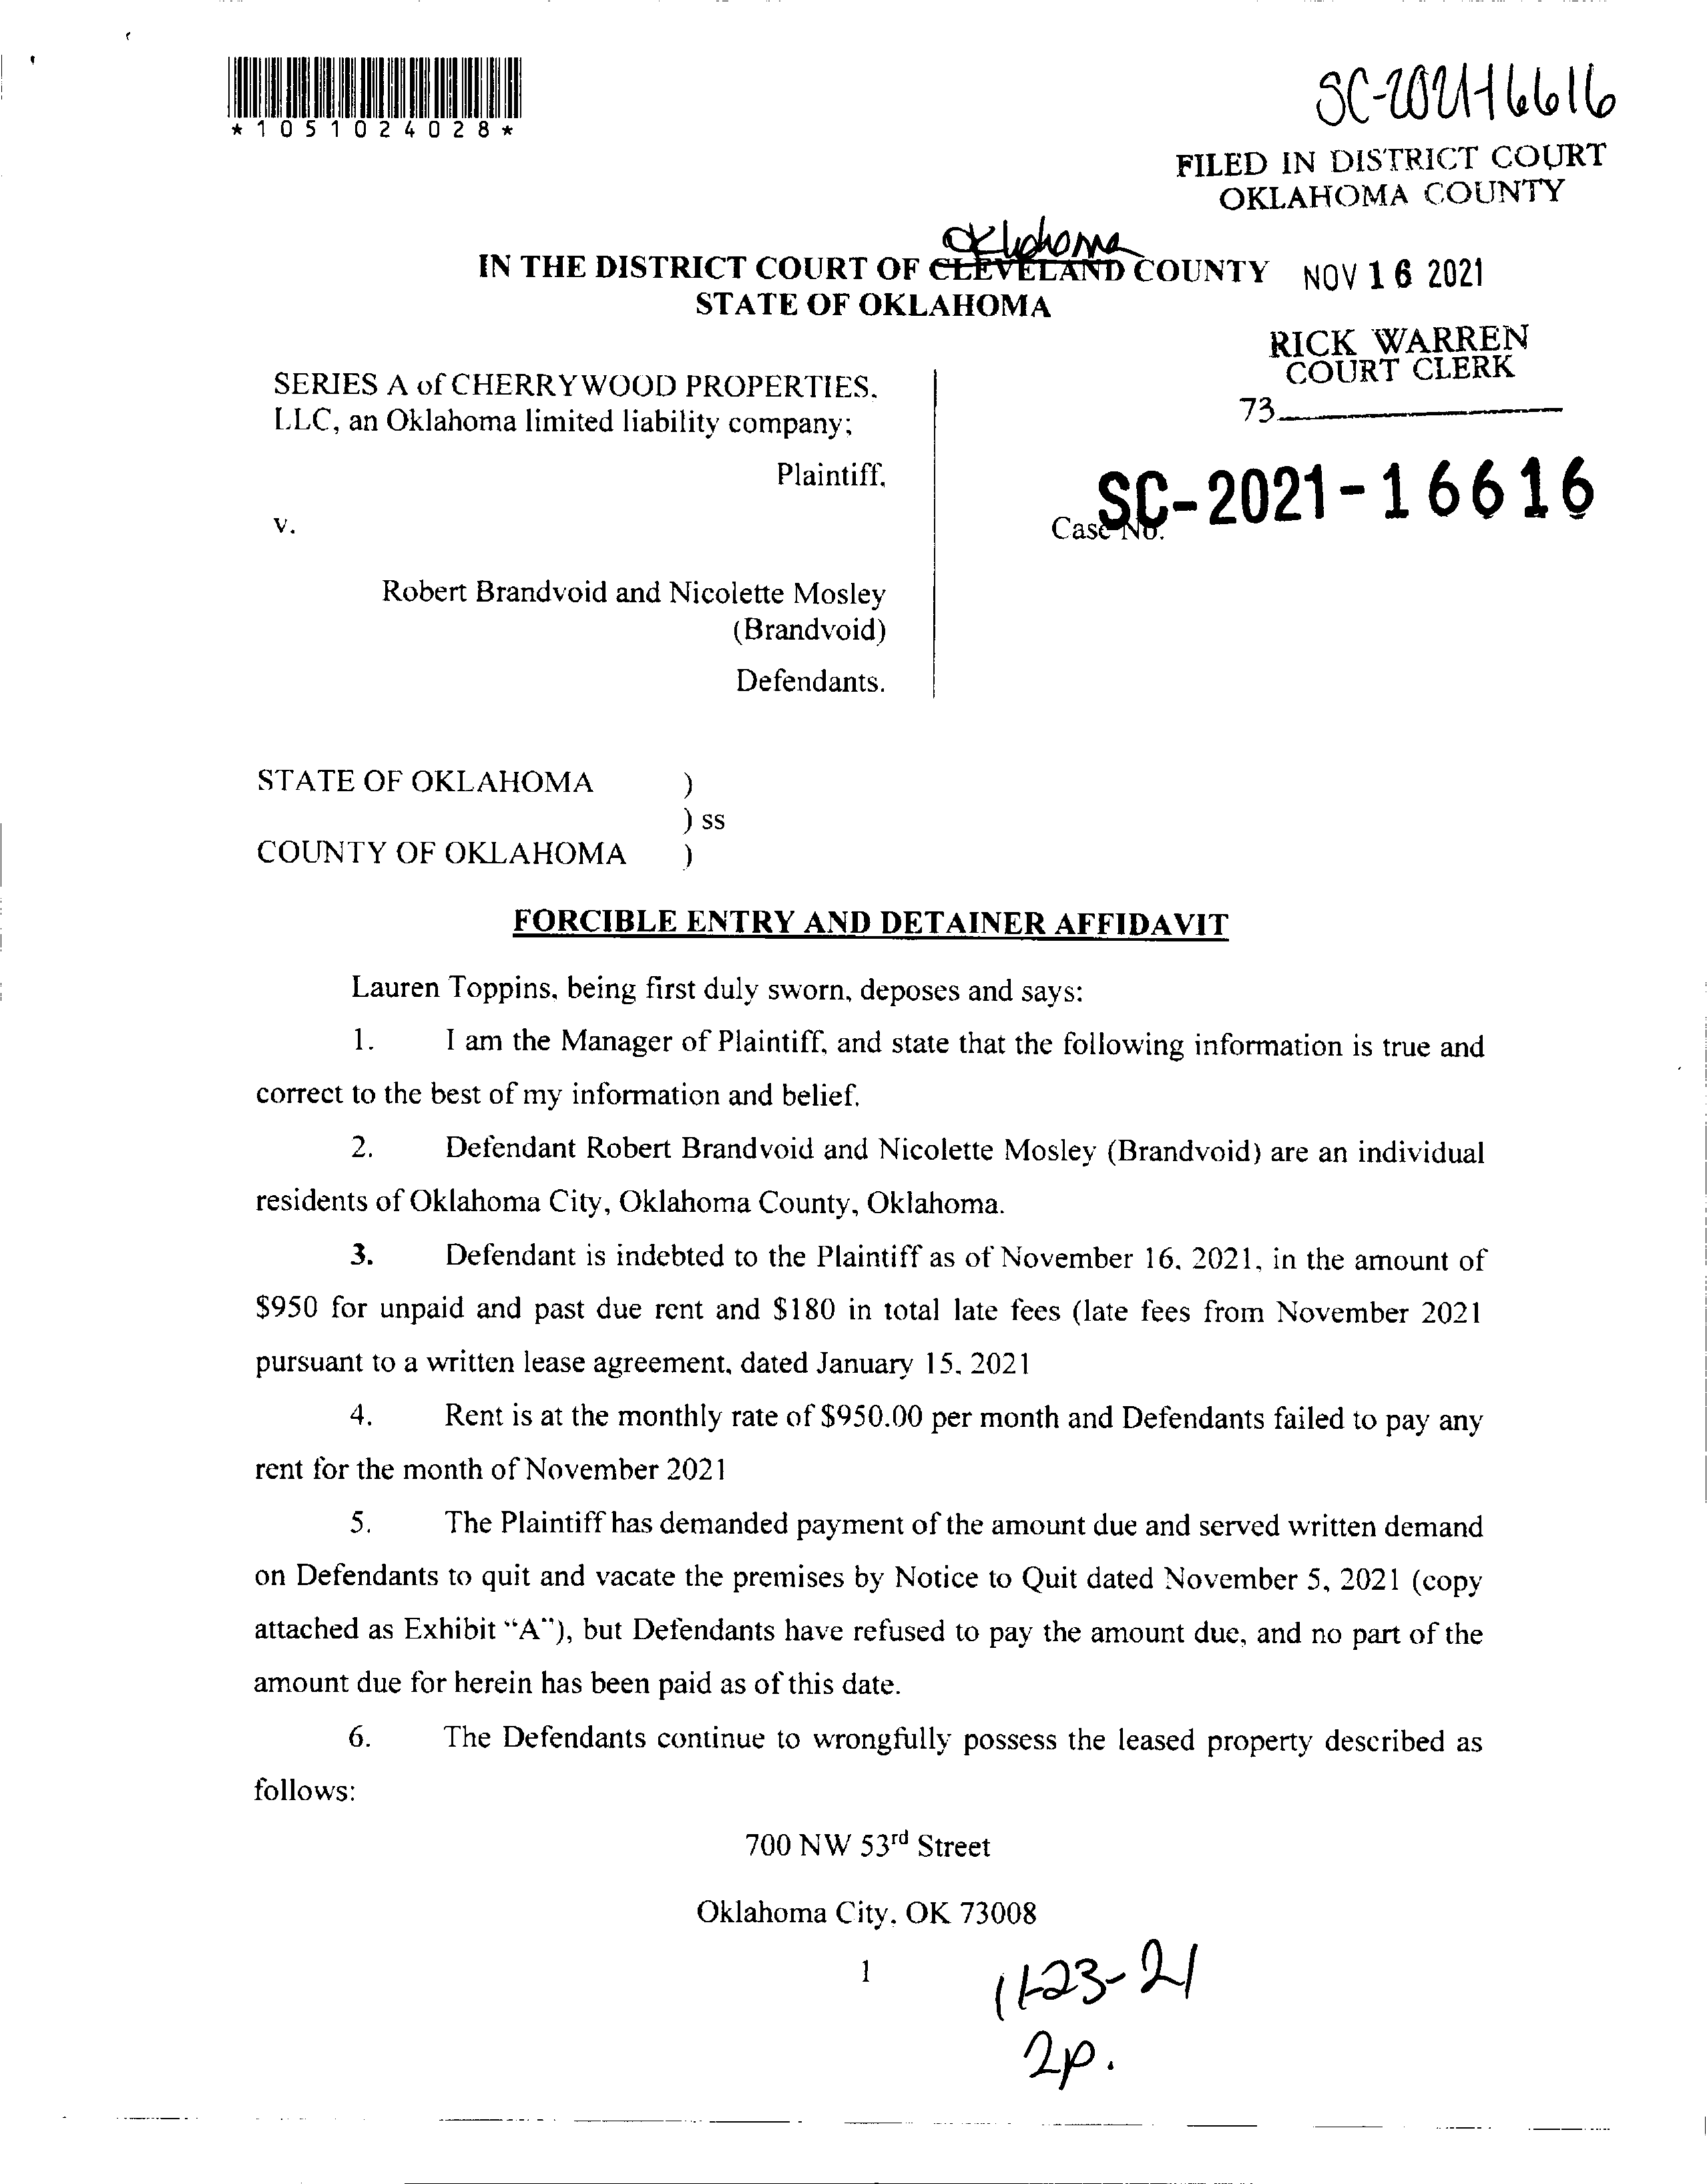 *1051024028*
SC-2021-16616
FILED IN DISTRICT COURT
OKLAHOMA COUNTY
Oklahoma
IN THE DISTRICT COURT OF CLEVELAND COUNTY
NOV 16 2021
STATE OF OKLAHOMA
RICK WARREN
COURT CLERK
73
SERIES A of CHERRYWOOD PROPERTIES,
LLC, an Oklahoma limited liability company;
Plaintiff,
v.
Case No.
SC-2021-16616
Robert Brandvoid and Nicolette Mosley
(Brandvoid)
Defendants.
STATE OF OKLAHOMA )
) ss
COUNTY OF OKLAHOMA )
FORCIBLE ENTRY AND DETAINER AFFIDAVIT
Lauren Toppins, being first duly sworn, deposes and says:
1. I am the Manager of Plaintiff, and state that the following information is true and
correct to the best of my information and belief.
2. Defendant Robert Brandvoid and Nicolette Mosley (Brandvoid) are an individual
residents of Oklahoma City, Oklahoma County, Oklahoma.
3. Defendant is indebted to the Plaintiff as of November 16, 2021, in the amount of
$950 for unpaid and past due rent and $180 in total late fees (late fees from November 2021
pursuant to a written lease agreement, dated January 15, 2021
4. Rent is at the monthly rate of $950.00 per month and Defendants failed to pay any
rent for the month of November 2021
5. The Plaintiff has demanded payment of the amount due and served written demand
on Defendants to quit and vacate the premises by Notice to Quit dated November 5, 2021 (copy
attached as Exhibit “A”), but Defendants have refused to pay the amount due, and no part of the
amount due for herein has been paid as of this date.
6. The Defendants continue to wrongfully possess the leased property described as
follows:
700 NW 53rd Street
Oklahoma City, OK 73008
1
11-23-21
2p.